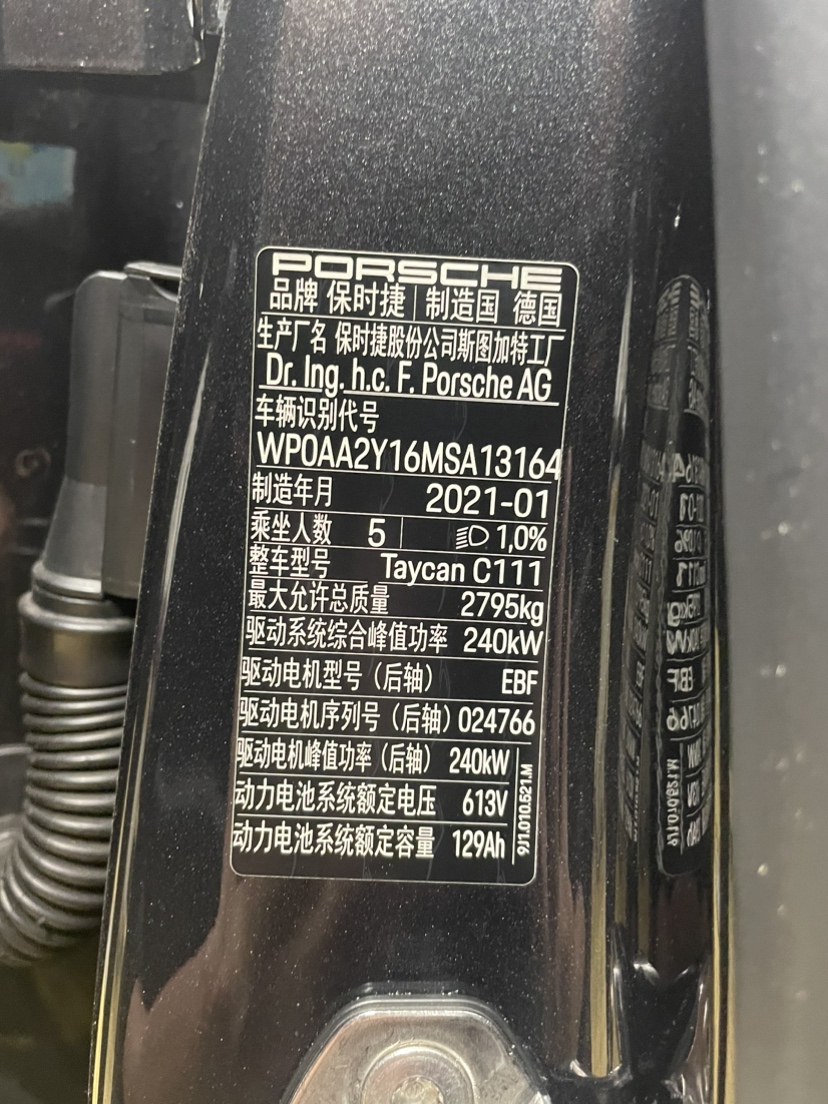 PORSCHE
品牌 保时捷 制造国 德国
生产厂名 保时捷股份公司斯图加特工厂
Dr. Ing. h.c. F. Porsche AG
车辆识别代号
WP0AA2Y16MSA13164
制造年月 2021-01
乘坐人数 5 1,0%
整车型号 Taycan C111
最大允许总质量 2795kg
驱动系统综合峰值功率 240kW
驱动电机型号（后轴） EBF
驱动电机序列号（后轴）024766
驱动电机峰值功率（后轴） 240kW
动力电池系统额定电压 613V
动力电池系统额定容量 129Ah
9J1.010.521.M